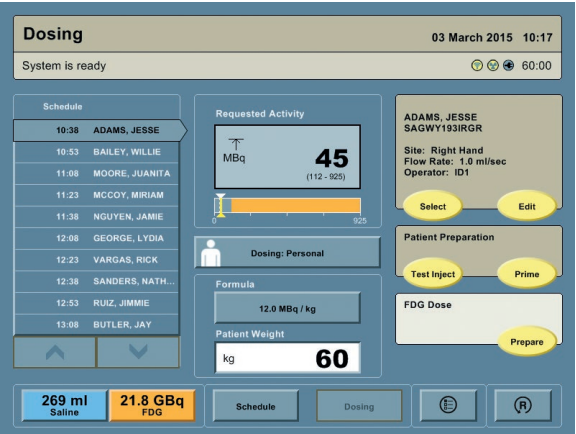 Dosing
03 March 2015 10:17
System is ready
60:00
Schedule
10:38 ADAMS, JESSE
10:53 BAILEY, WILLIE
11:08 MOORE, JUANITA
11:23 MCCOY, MIRIAM
11:38 NGUYEN, JAMIE
12:08 GEORGE, LYDIA
12:23 VARGAS, RICK
12:38 SANDERS, NATH...
12:53 RUIZ, JIMMIE
13:08 BUTLER, JAY
Requested Activity
MBq
45
(112 - 925)
0 925
Dosing: Personal
Formula
12.0 MBq / kg
Patient Weight
kg 60
ADAMS, JESSE
SAGWY193IRGR
Site: Right Hand
Flow Rate: 1.0 ml/sec
Operator: ID1
Select Edit
Patient Preparation
Test Inject Prime
FDG Dose
Prepare
269 ml
Saline
21.8 GBq
FDG
Schedule
Dosing
R